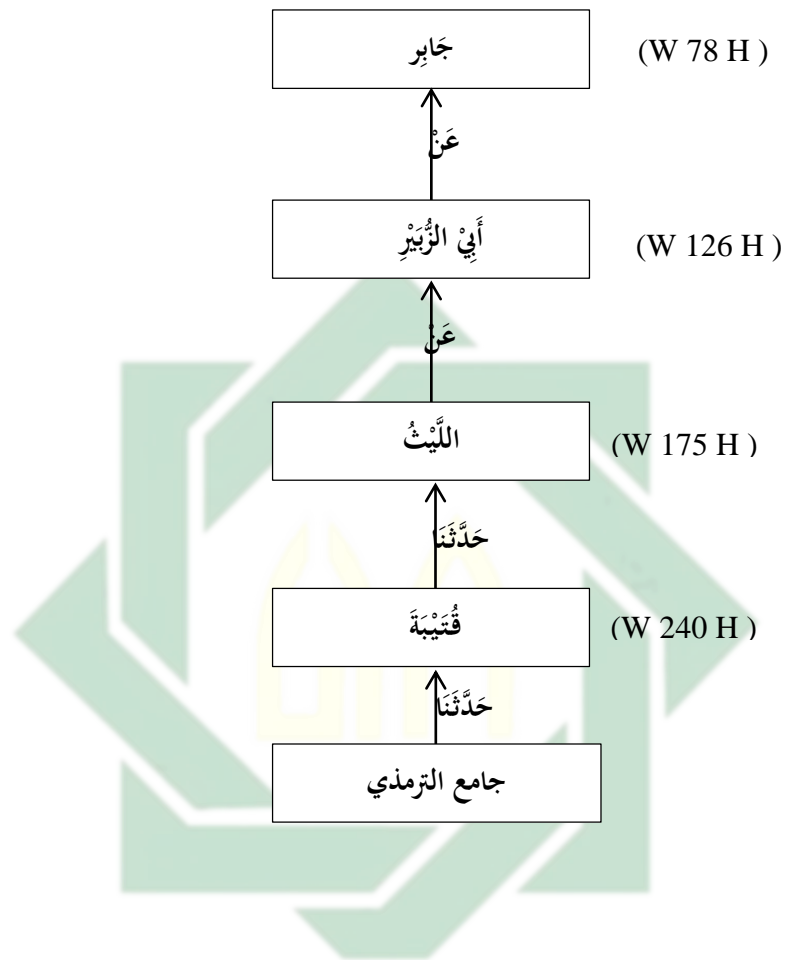 جَابِر (W 78 H )
عَنْ
أَبِيْ الزُّبَيْرِ (W 126 H )
عَنْ
اللَّيْثُ (W 175 H )
حَدَّثَنَا
قُتَيْبَةَ (W 240 H )
حَدَّثَنَا
جامع الترمذي